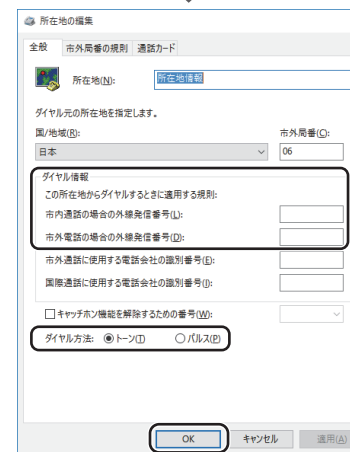 所在地の編集
全般 市外局番の規則 通話カード
所在地(N): 所在地情報
ダイヤル元の所在地を指定します。
国/地域(R): 市外局番(C):
日本 06
ダイヤル情報
この所在地からダイヤルするときに適用する規則:
市内通話の場合の外線発信番号(L):
市外電話の場合の外線発信番号(D):
市外通話に使用する電話会社の識別番号(E):
国際通話に使用する電話会社の識別番号(I):
キャッチホン機能を解除するための番号(W):
ダイヤル方法: トーン(T) パルス(P)
OK キャンセル 適用(A)